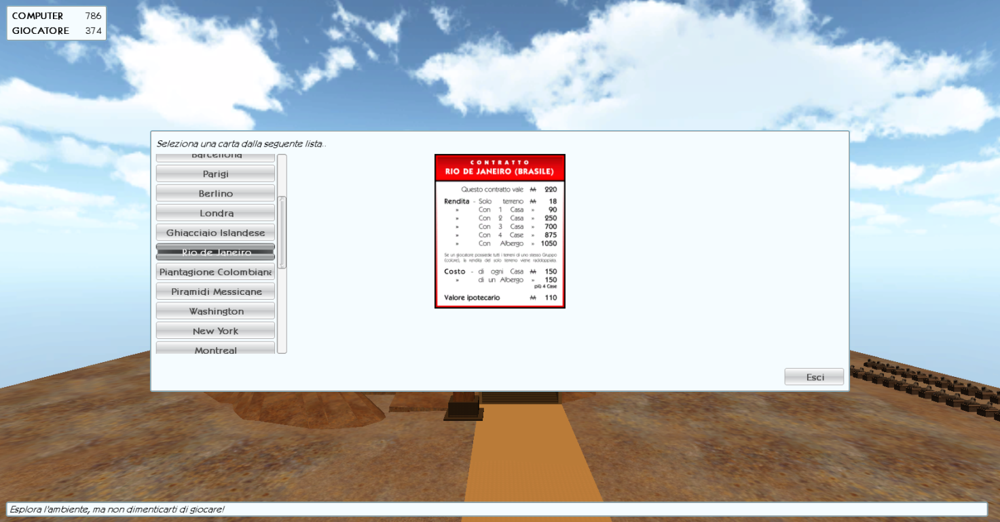 COMPUTER 786
GIOCATORE 374
Seleziona una carta dalla seguente lista..
Barcellona
Parigi
Berlino
Londra
Ghiacciaio Islandese
Rio de Janeiro
Piantagione Colombiana
Piramidi Messicane
Washington
New York
Montreal
CONTRATTO
RIO DE JANEIRO (BRASILE)
Questo contratto vale ₩ 220
Rendita - Solo terreno ₩ 18
» Con 1 Casa » 90
» Con 2 Casa » 250
» Con 3 Casa » 700
» Con 4 Case » 875
» Con Albergo » 1050
Se un giocatore possiede tutti i terreni di uno stesso Gruppo
(colore), la rendita del solo terreno viene raddoppiata.
Costo - di ogni Casa ₩ 150
» di un Albergo » 150
più 4 Case
Valore ipotecario ₩ 110
Esci
Esplora l'ambiente, ma non dimenticarti di giocare!